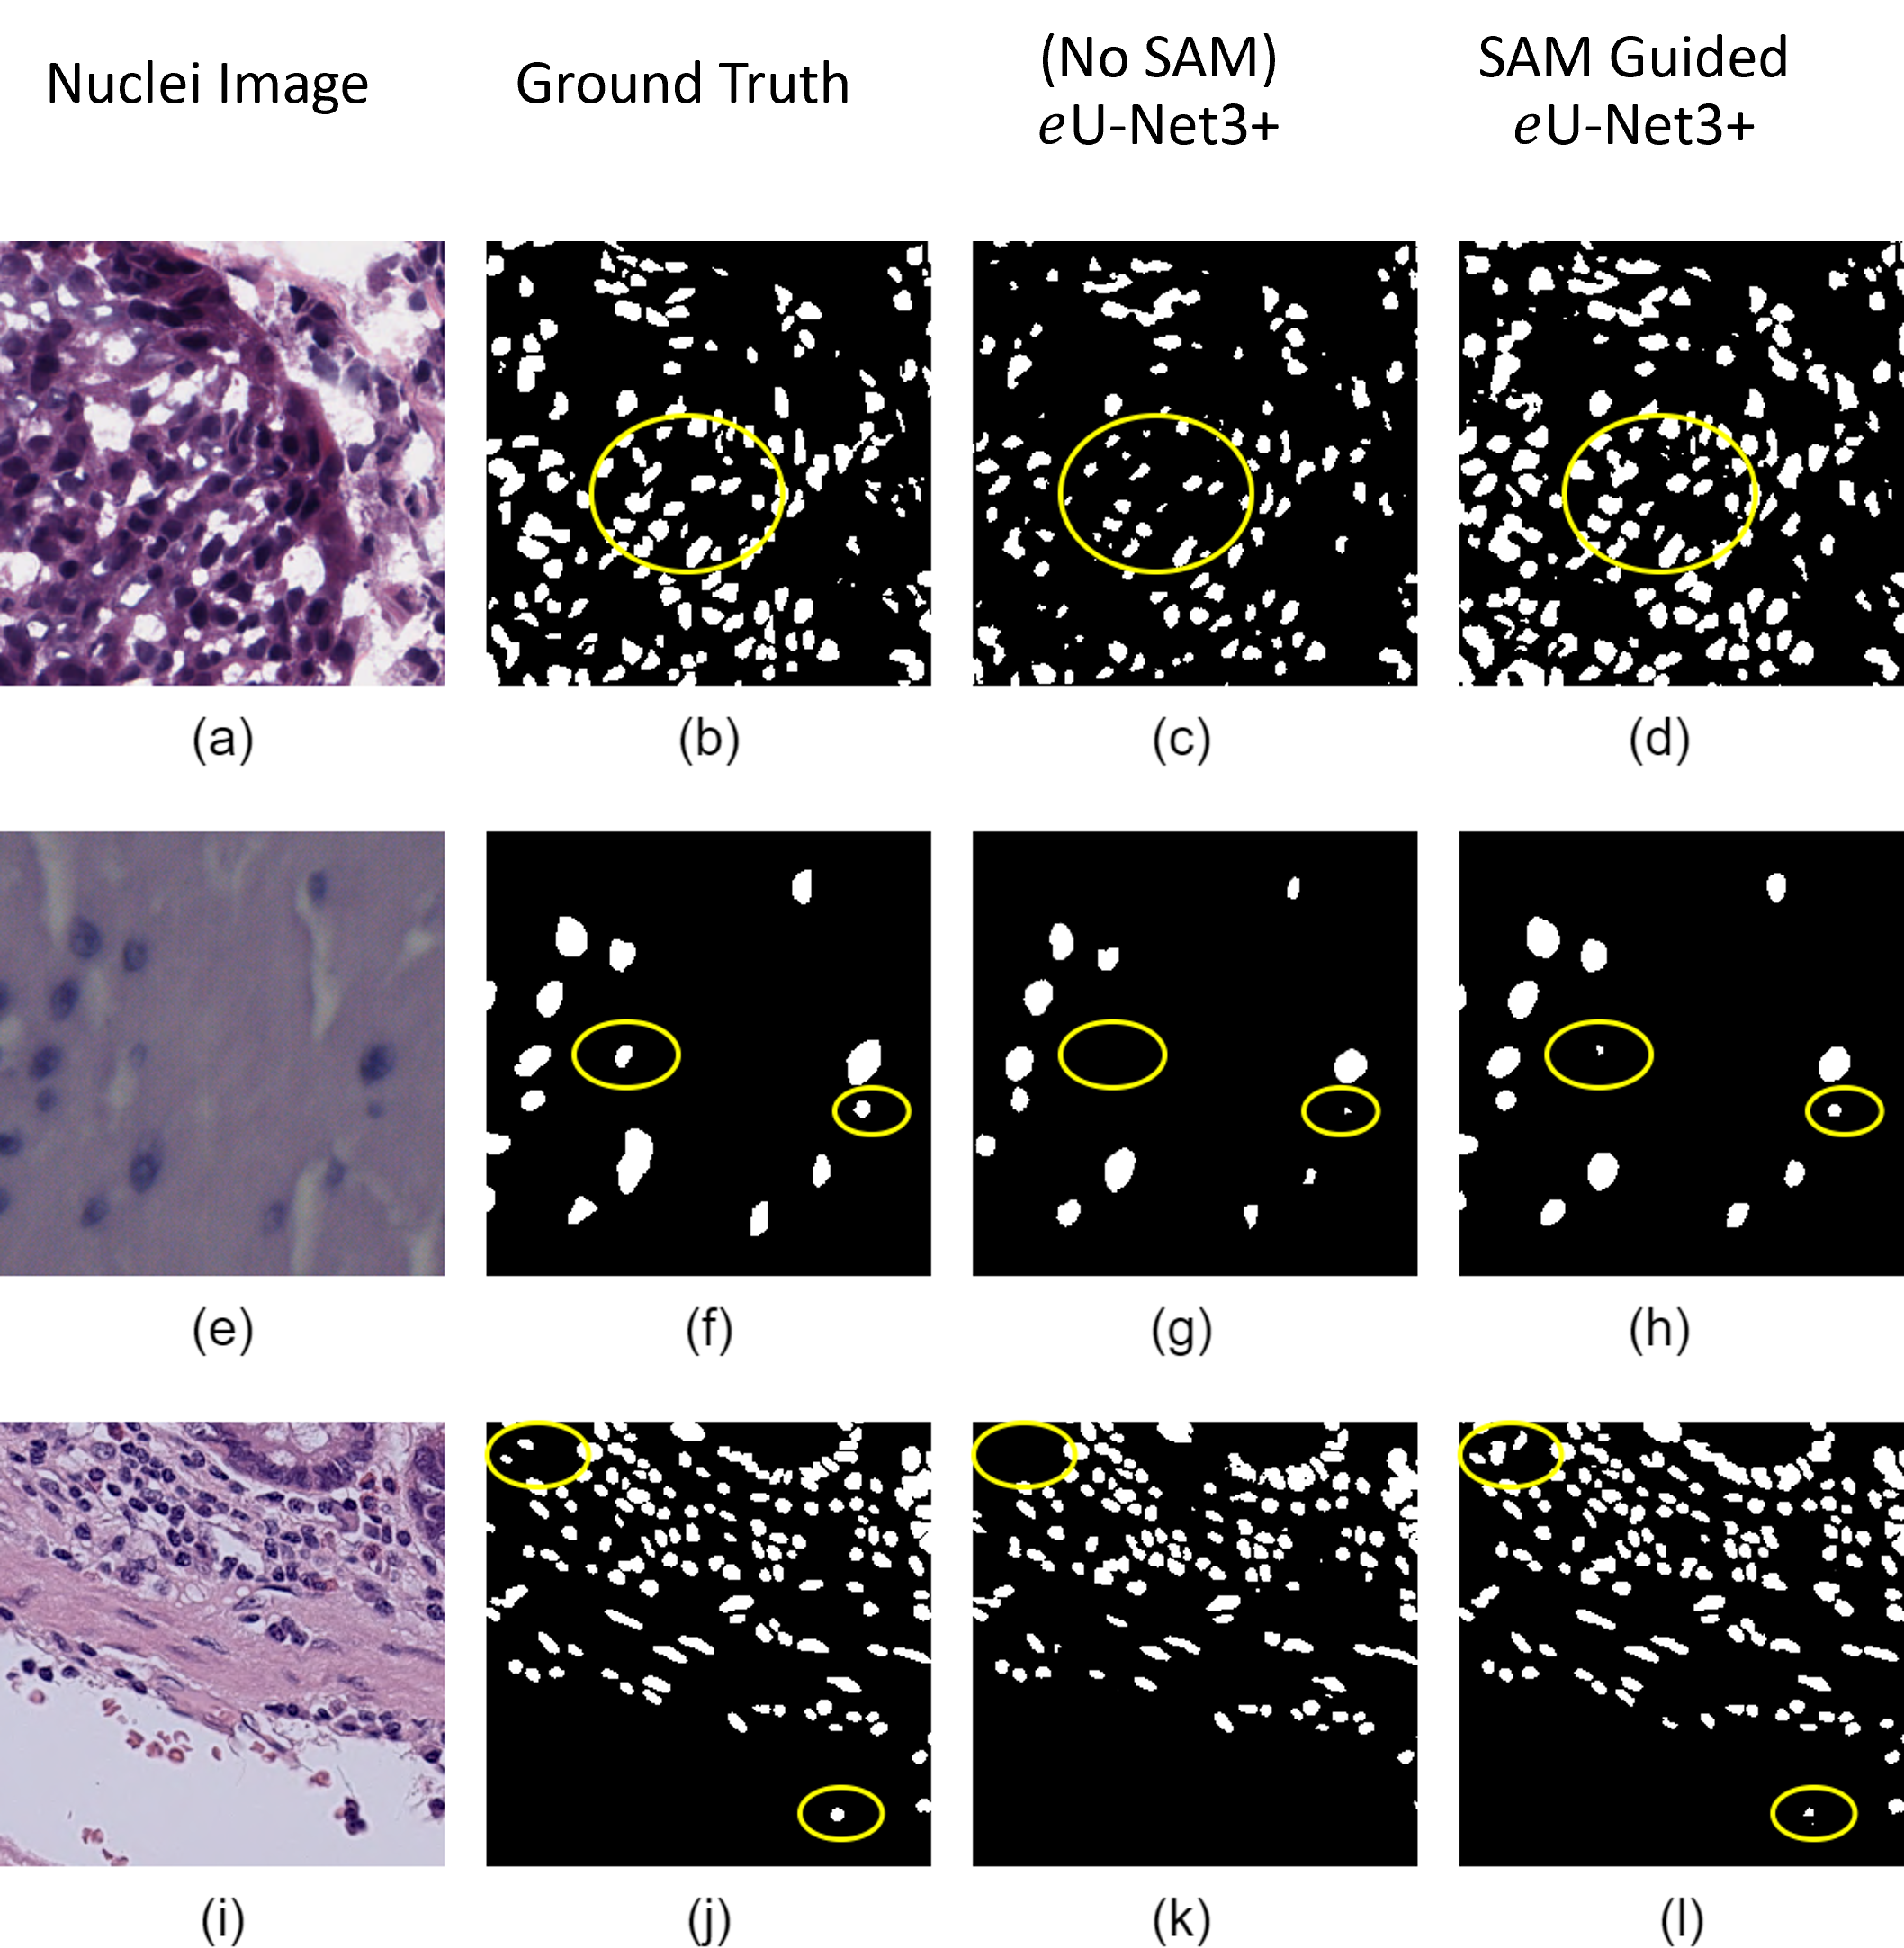 Nuclei Image
Ground Truth
(No SAM)
eU-Net3+
SAM Guided
eU-Net3+
(a)
(b)
(c)
(d)
(e)
(f)
(g)
(h)
(i)
(j)
(k)
(l)